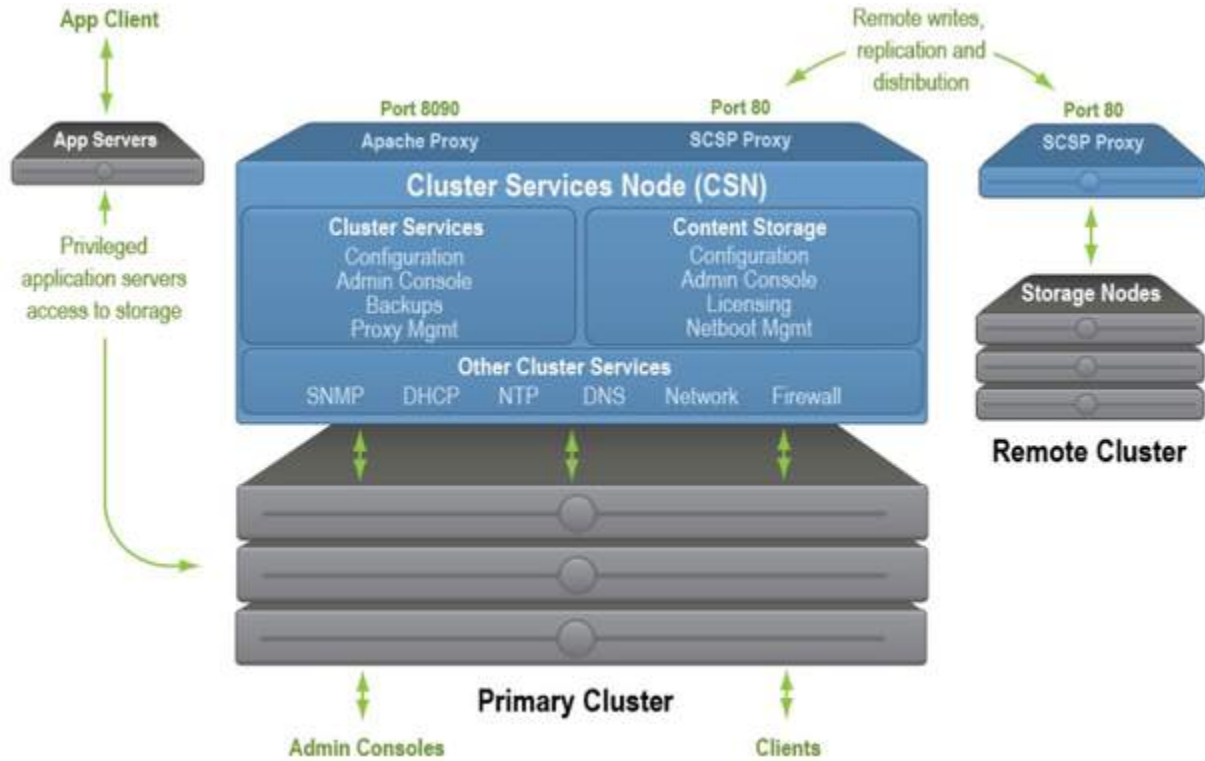 App Client
Remote writes,
replication and
distribution
Port 8090
Port 80
Port 80
App Servers
Apache Proxy
SCSP Proxy
SCSP Proxy
Cluster Services Node (CSN)
Cluster Services
Configuration
Admin Console
Backups
Proxy Mgmt
Content Storage
Configuration
Admin Console
Licensing
Netboot Mgmt
Privileged
application servers
access to storage
Storage Nodes
Other Cluster Services
SNMP DHCP NTP DNS Network Firewall
Remote Cluster
Primary Cluster
Admin Consoles
Clients